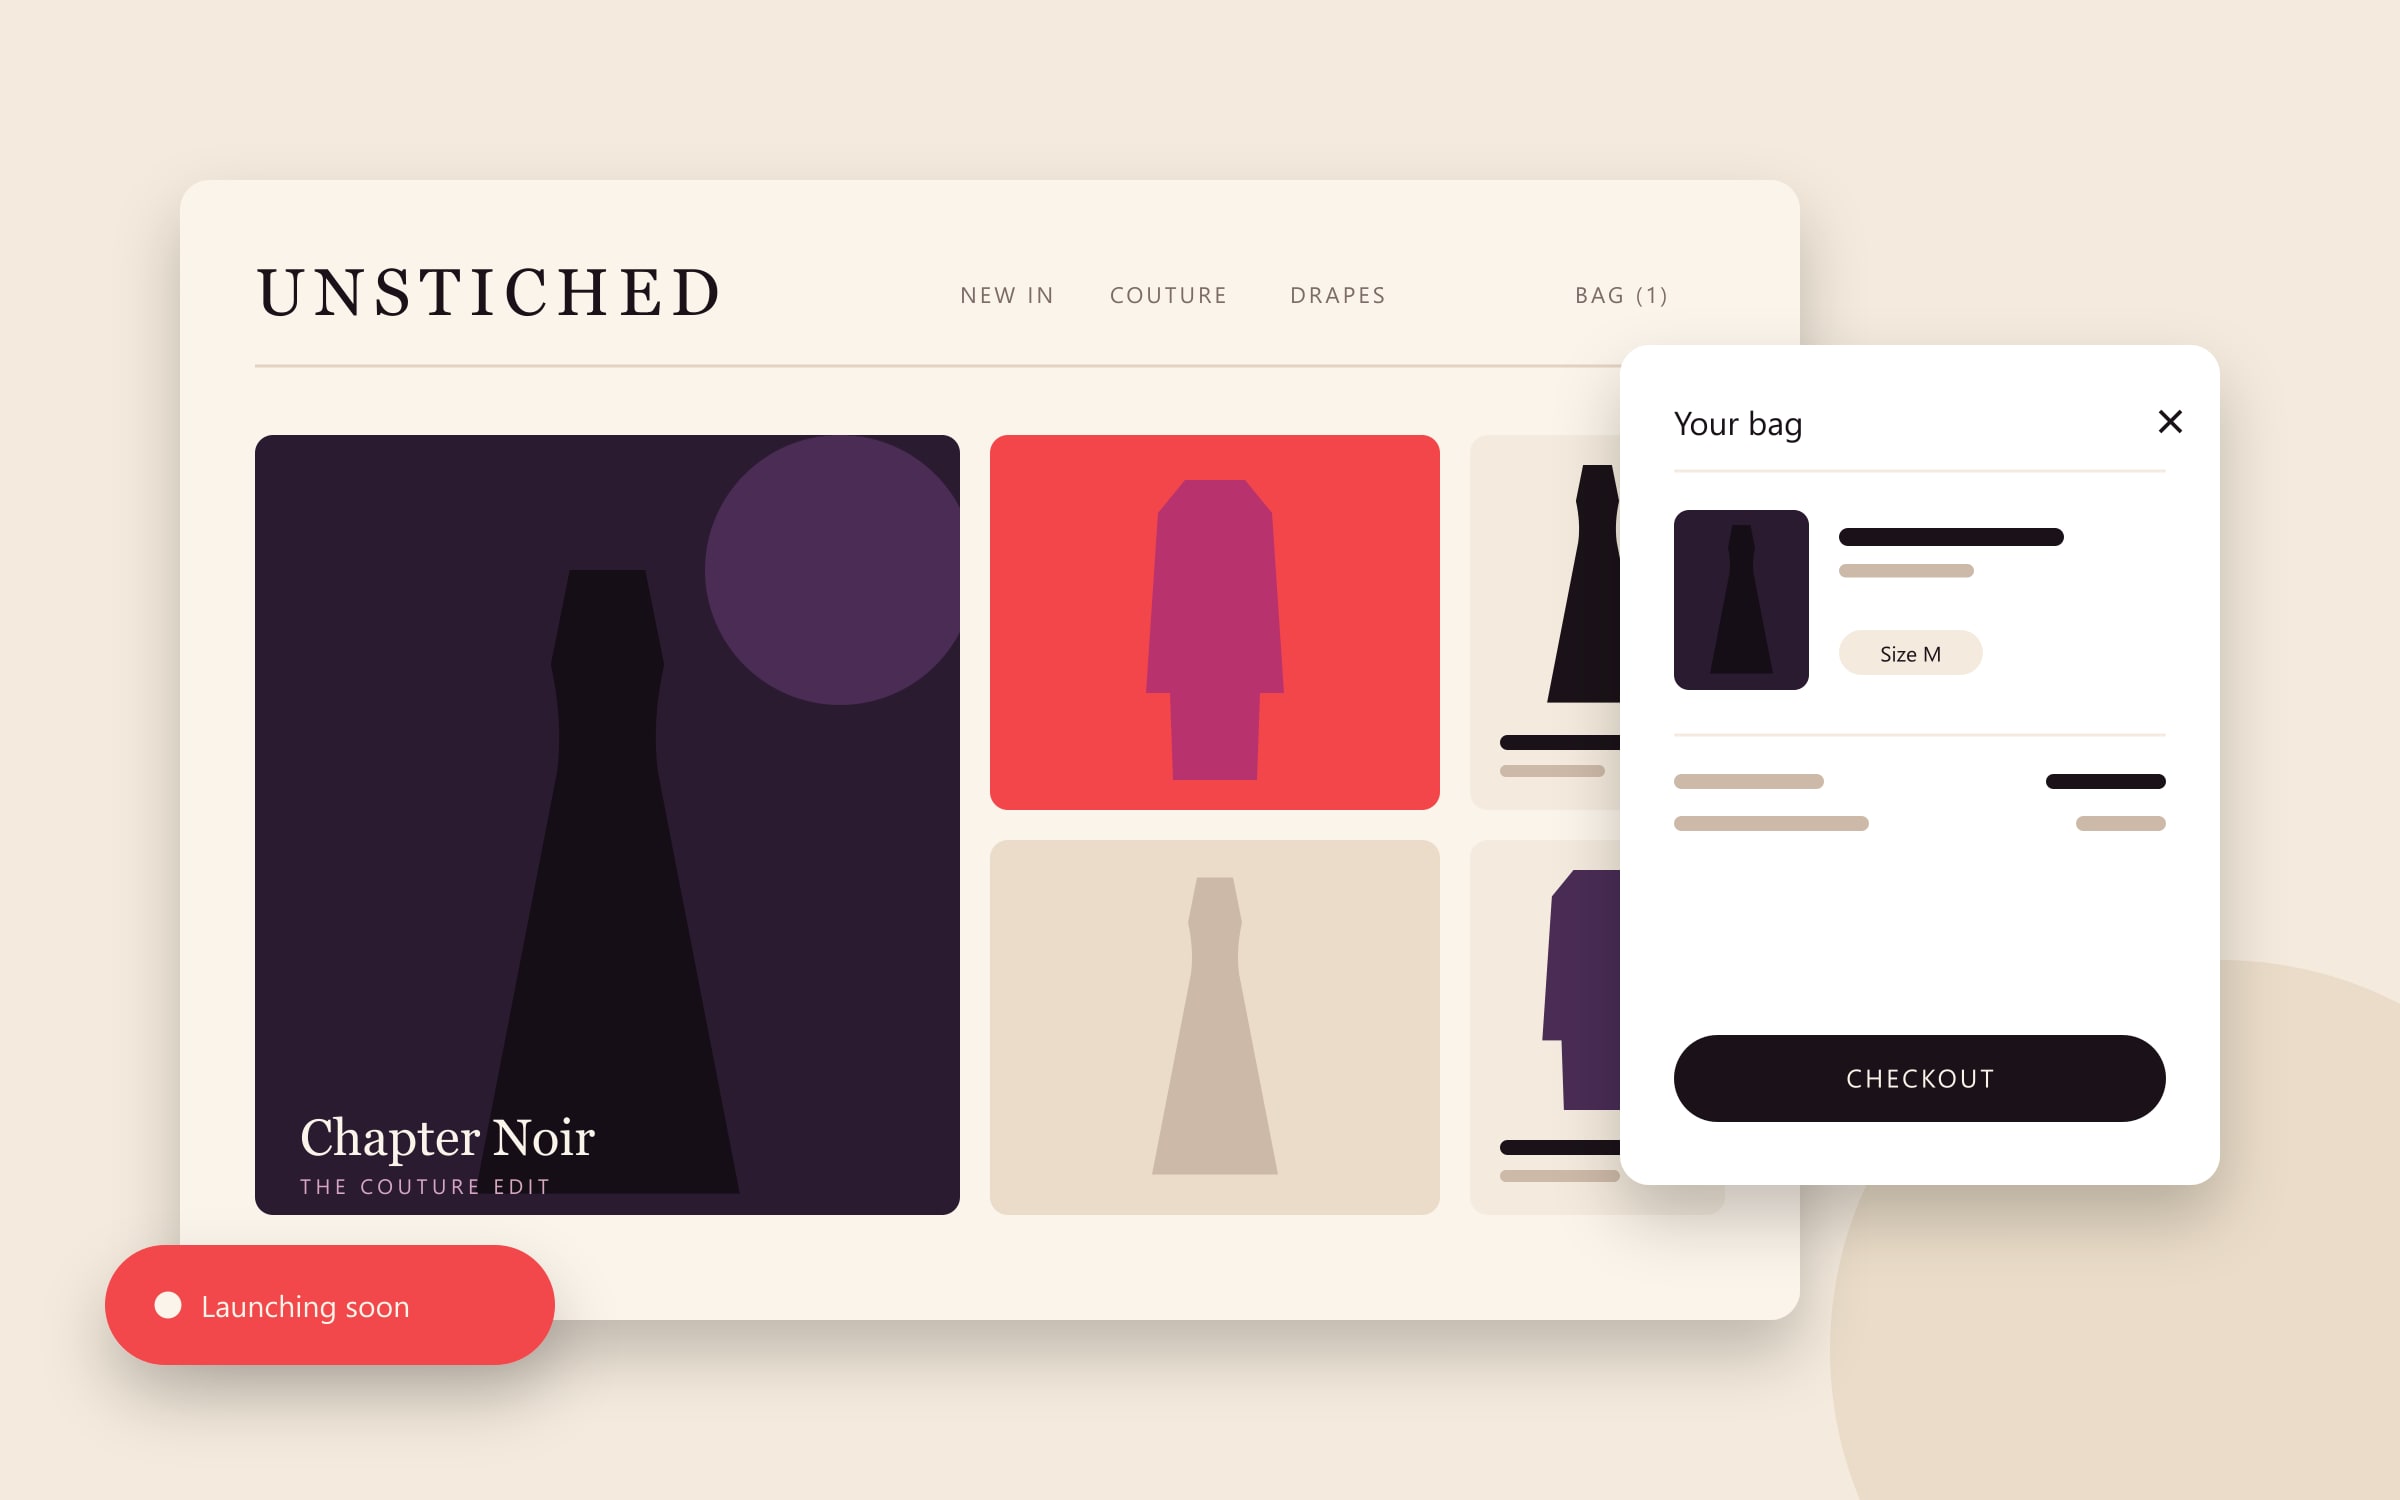 UNSTICHED
NEW IN COUTURE DRAPES BAG (1)
Your bag
Size M
CHECKOUT
Chapter Noir
THE COUTURE EDIT
Launching soon